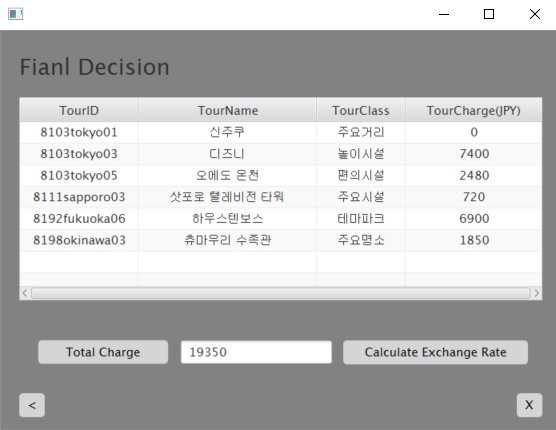 Fianl Decision
TourID TourName TourClass TourCharge(JPY)
8103tokyo01 신주쿠 주요거리 0
8103tokyo03 디즈니 놀이시설 7400
8103tokyo05 오에도 온천 편의시설 2480
8111sapporo03 삿포로 텔레비전 타워 주요시설 720
8192fukuoka06 하우스텐보스 테마파크 6900
8198okinawa03 츄마우리 수족관 주요명소 1850
Total Charge 19350 Calculate Exchange Rate
< X